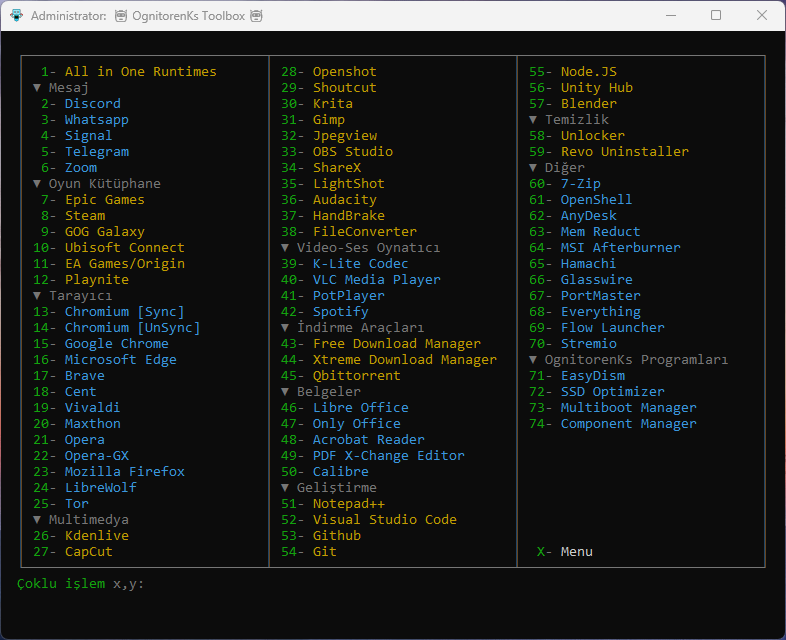 Administrator: OgnitorenKs Toolbox
1- All in One Runtimes
▼ Mesaj
2- Discord
3- Whatsapp
4- Signal
5- Telegram
6- Zoom
▼ Oyun Kütüphane
7- Epic Games
8- Steam
9- GOG Galaxy
10- Ubisoft Connect
11- EA Games/Origin
12- Playnite
▼ Tarayıcı
13- Chromium [Sync]
14- Chromium [UnSync]
15- Google Chrome
16- Microsoft Edge
17- Brave
18- Cent
19- Vivaldi
20- Maxthon
21- Opera
22- Opera-GX
23- Mozilla Firefox
24- LibreWolf
25- Tor
▼ Multimedya
26- Kdenlive
27- CapCut
28- Openshot
29- Shoutcut
30- Krita
31- Gimp
32- Jpegview
33- OBS Studio
34- ShareX
35- LightShot
36- Audacity
37- HandBrake
38- FileConverter
▼ Video-Ses Oynatıcı
39- K-Lite Codec
40- VLC Media Player
41- PotPlayer
42- Spotify
▼ İndirme Araçları
43- Free Download Manager
44- Xtreme Download Manager
45- Qbittorrent
▼ Belgeler
46- Libre Office
47- Only Office
48- Acrobat Reader
49- PDF X-Change Editor
50- Calibre
▼ Geliştirme
51- Notepad++
52- Visual Studio Code
53- Github
54- Git
55- Node.JS
56- Unity Hub
57- Blender
▼ Temizlik
58- Unlocker
59- Revo Uninstaller
▼ Diğer
60- 7-Zip
61- OpenShell
62- AnyDesk
63- Mem Reduct
64- MSI Afterburner
65- Hamachi
66- Glasswire
67- PortMaster
68- Everything
69- Flow Launcher
70- Stremio
▼ OgnitorenKs Programları
71- EasyDism
72- SSD Optimizer
73- Multiboot Manager
74- Component Manager
X- Menu
Çoklu işlem x,y: